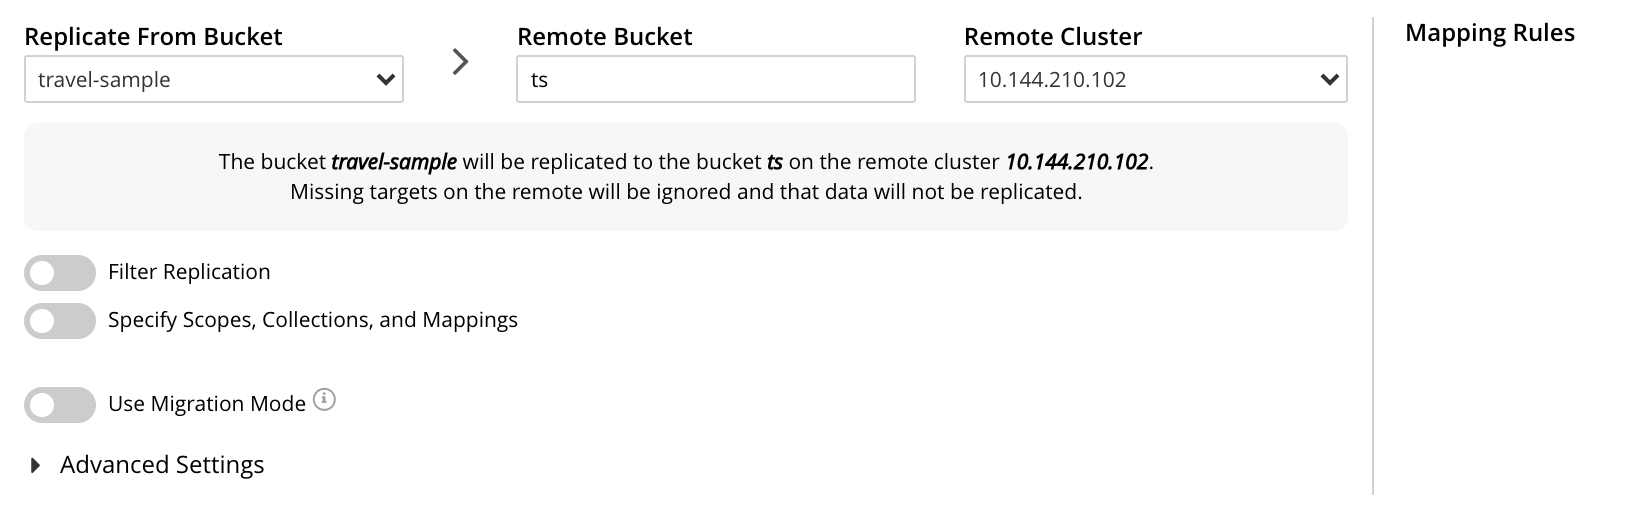 Replicate From Bucket
travel-sample
Remote Bucket
ts
Remote Cluster
10.144.210.102
Mapping Rules
The bucket travel-sample will be replicated to the bucket ts on the remote cluster 10.144.210.102.
Missing targets on the remote will be ignored and that data will not be replicated.
Filter Replication
Specify Scopes, Collections, and Mappings
Use Migration Mode
Advanced Settings